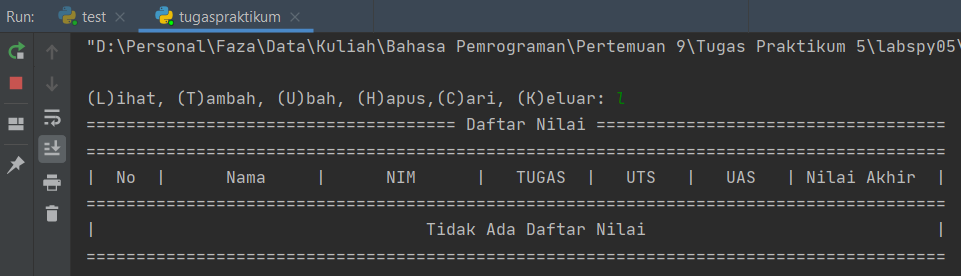 Run: test × tugaspraktikum ×
"D:\Personal\Faza\Data\Kuliah\Bahasa Pemrograman\Pertemuan 9\Tugas Praktikum 5\labspy05\
(L)ihat, (T)ambah, (U)bah, (H)apus,(C)ari, (K)eluar: l
===================================== Daftar Nilai ===================================
======================================================================================
| No | Nama | NIM | TUGAS | UTS | UAS | Nilai Akhir |
======================================================================================
| Tidak Ada Daftar Nilai |
======================================================================================